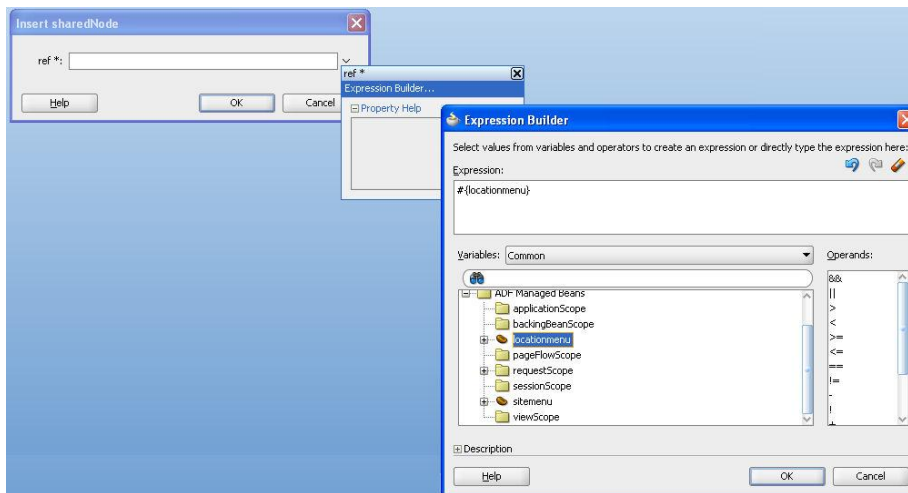 Insert sharedNode
ref *:
Help
OK
Cancel
ref *
Expression Builder...
Property Help
Expression Builder
Select values from variables and operators to create an expression or directly type the expression here:
Expression:
#{locationmenu}
Variables: Common
Operands:
ADF Managed Beans
applicationScope
backingBeanScope
locationmenu
pageFlowScope
requestScope
sessionScope
sitemenu
viewScope
&&
||
>
<
>=
<=
==
!=
-
!
+
Description
Help
OK
Cancel